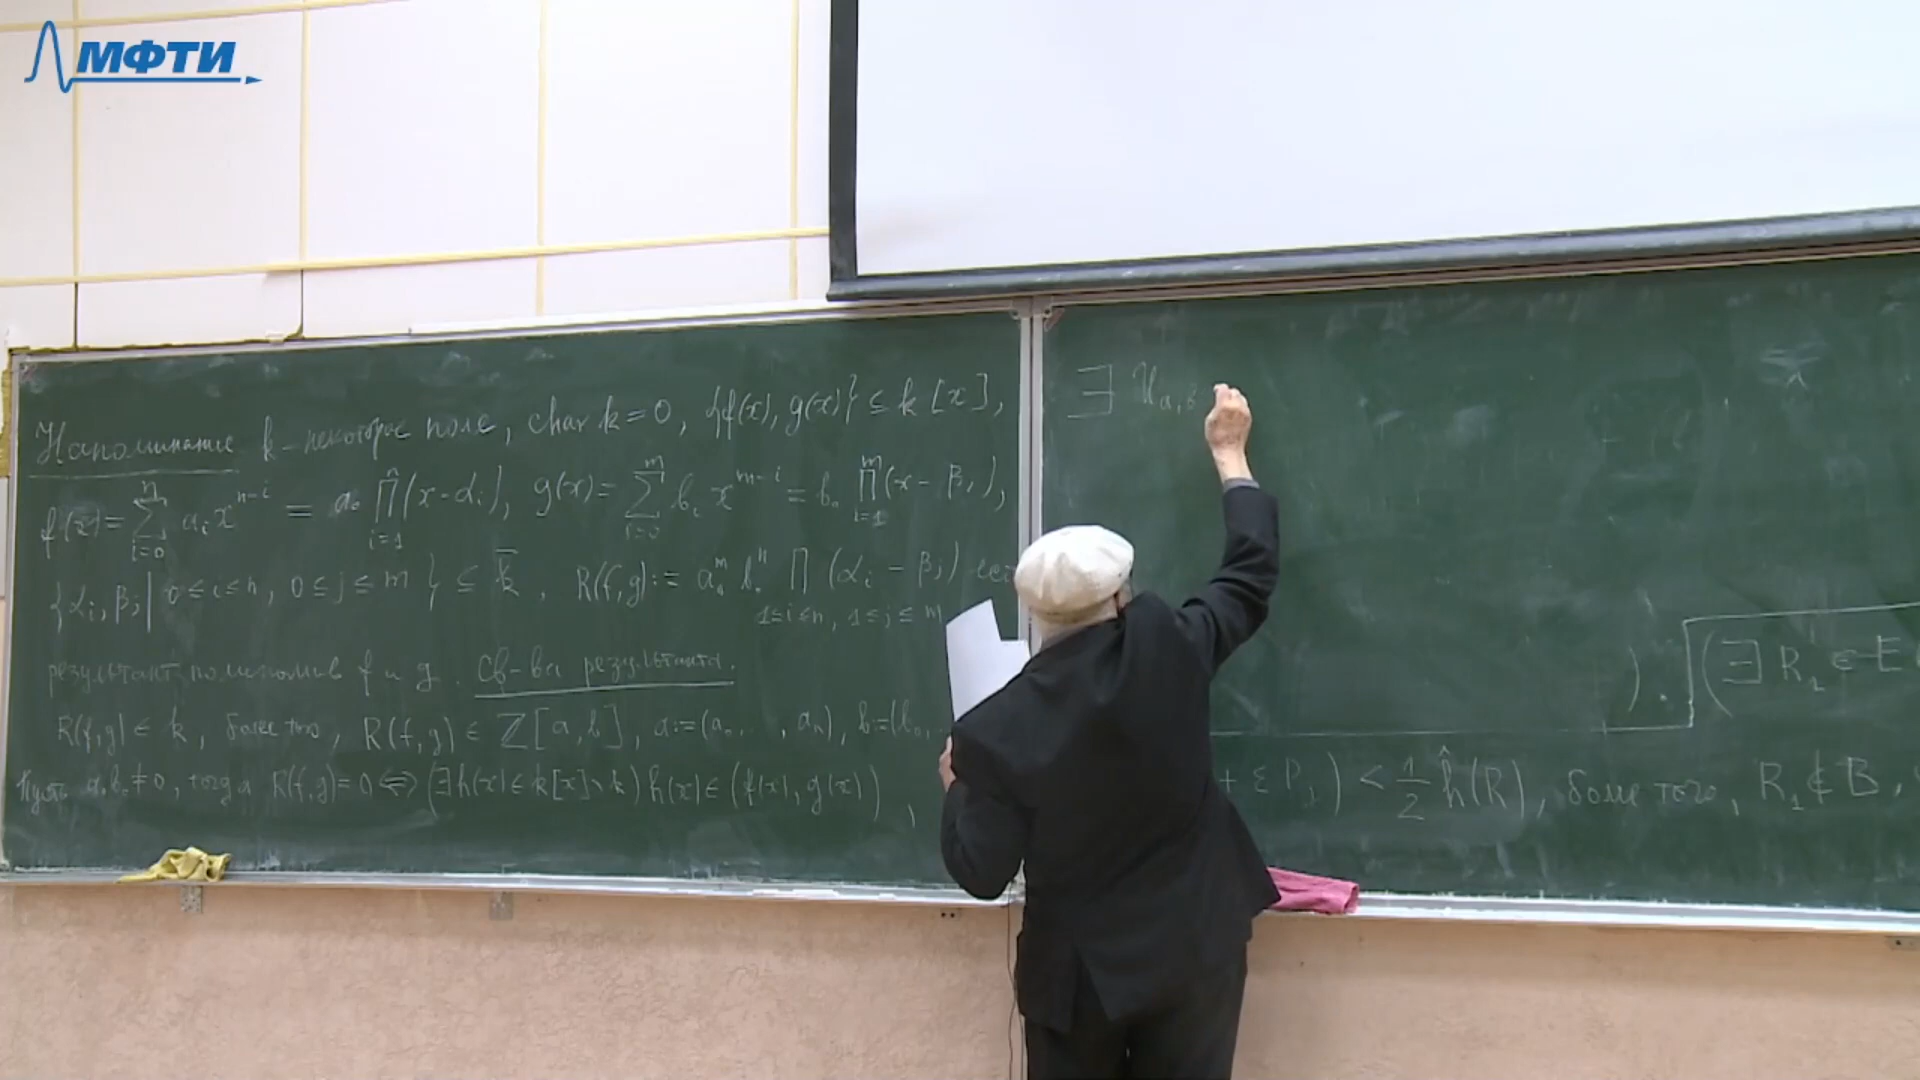 МФТИ
Напоминание k - некоторое поле, char k = 0, {f(x), g(x)} ⊆ k[x],
f(x) = ∑_{i=0}^{n} a_i x^{n-i} = a_0 ∏_{i=1}^{n} (x - α_i), g(x) = ∑_{i=0}^{m} b_i x^{m-i} = b_0 ∏_{i=1}^{m} (x - β_i),
{α_i, β_j | 0 ≤ i ≤ n, 0 ≤ j ≤ m} ⊆ k̄, R(f,g) := a_0^m b_0^n ∏_{1≤i≤n, 1≤j≤m} (α_i - β_j)
результант полиномов f и g. Св-ва результанта.
R(f,g) ∈ k, более того, R(f,g) ∈ ℤ[a,b], a := (a_0, ..., a_n), b := (b_0,
Пусть a_0 b_0 ≠ 0, тогда R(f,g) = 0 ⟺ (∃ h(x) ∈ k[x] \ k) h(x) ∈ (f(x), g(x))
∃ U_{a,b}
). (∃ R_1 ∈ E
+ ε P_1) < 1/2 ĥ(R), более того, R_1 ∉ B,